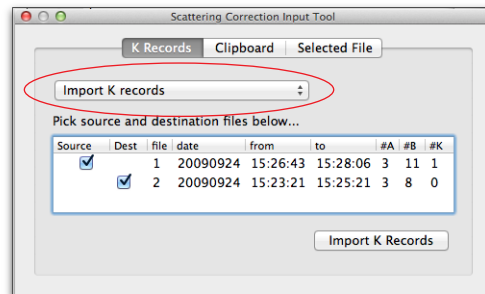 Scattering Correction Input Tool
K Records Clipboard Selected File
Import K records
Pick source and destination files below...
Source Dest file date from to #A #B #K
1 20090924 15:26:43 15:28:06 3 11 1
2 20090924 15:23:21 15:25:21 3 8 0
Import K Records